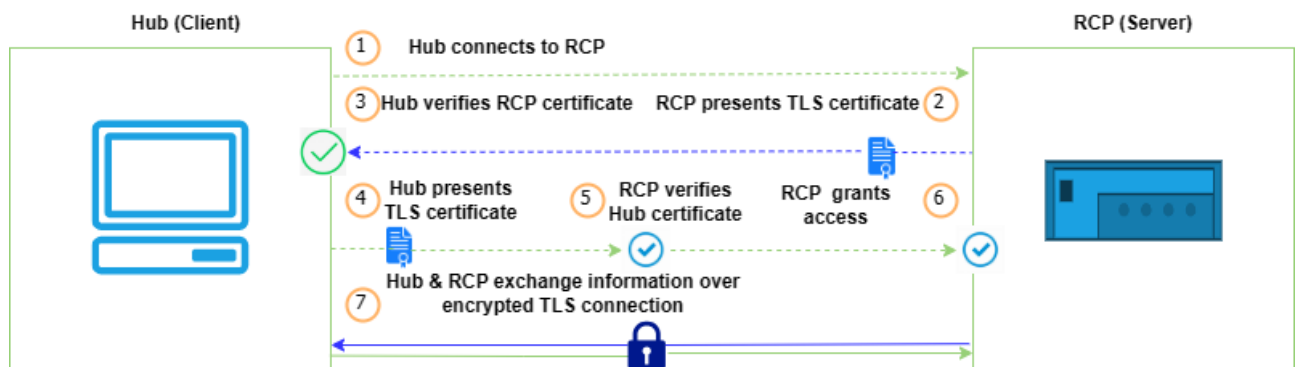 Hub (Client)
RCP (Server)
1 Hub connects to RCP
3 Hub verifies RCP certificate
RCP presents TLS certificate 2
4 Hub presents
TLS certificate
5 RCP verifies
Hub certificate
RCP grants 6
access
7 Hub & RCP exchange information over
encrypted TLS connection